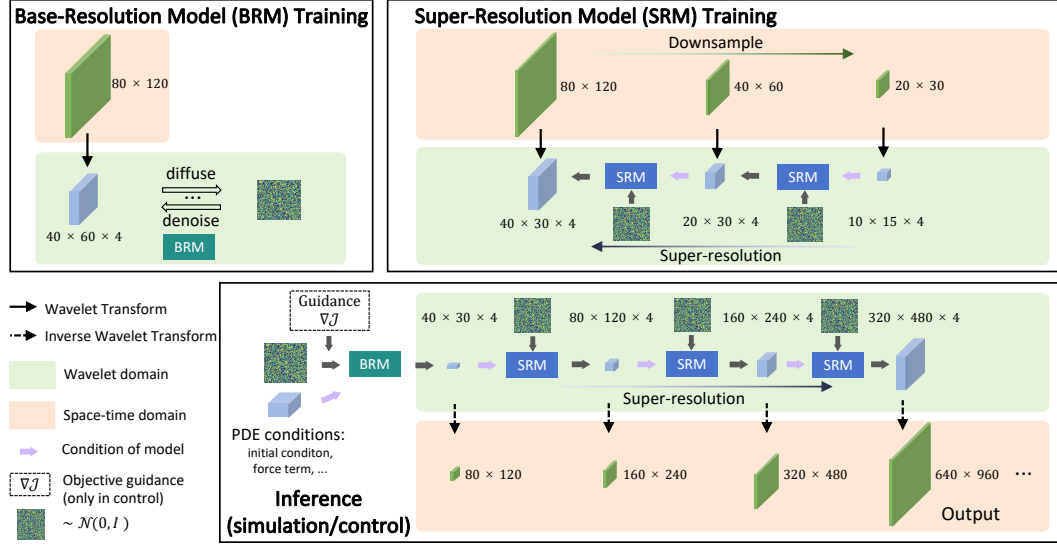 Base-Resolution Model (BRM) Training
80 × 120
diffuse
...
denoise
40 × 60 × 4
BRM
Super-Resolution Model (SRM) Training
Downsample
80 × 120
40 × 60
20 × 30
SRM
SRM
40 × 30 × 4
20 × 30 × 4
10 × 15 × 4
Super-resolution
Wavelet Transform
Inverse Wavelet Transform
Wavelet domain
Space-time domain
Condition of model
∇𝒥
Objective guidance
(only in control)
~ 𝒩(0, I)
Guidance
∇𝒥
40 × 30 × 4
80 × 120 × 4
160 × 240 × 4
320 × 480 × 4
BRM
SRM
SRM
SRM
Super-resolution
PDE conditions:
initial conditon,
force term, ...
80 × 120
160 × 240
320 × 480
640 × 960
...
Inference
(simulation/control)
Output